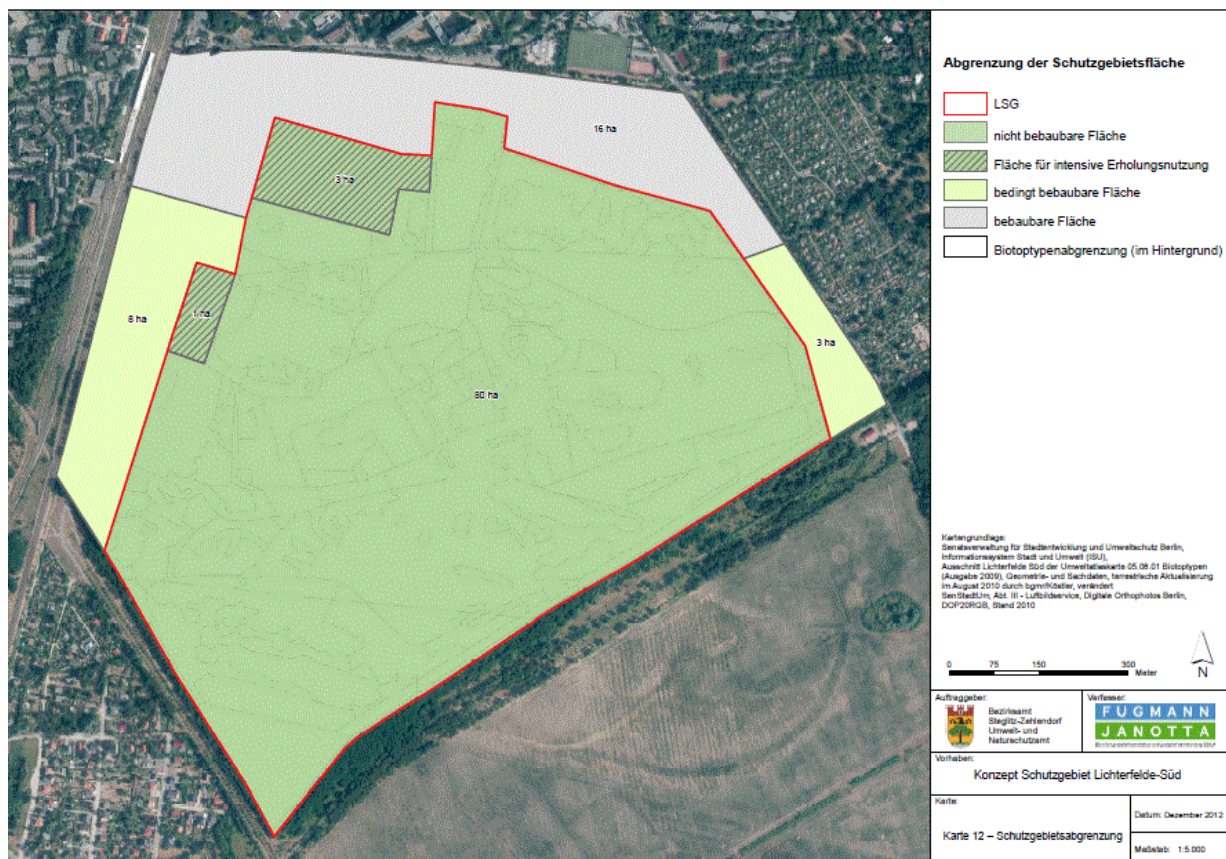 16 ha
3 ha
8 ha
1 ha
3 ha
80 ha
Abgrenzung der Schutzgebietsfläche
LSG
nicht bebaubare Fläche
Fläche für intensive Erholungsnutzung
bedingt bebaubare Fläche
bebaubare Fläche
Biotoptypenabgrenzung (im Hintergrund)
Kartengrundlage:
Senatsverwaltung für Stadtentwicklung und Umweltschutz Berlin,
Informationssystem Stadt und Umwelt (ISU),
Ausschnitt Lichterfelde Süd der Umweltatlaskarte 05.08.01 Biotoptypen
(Ausgabe 2009), Geometrie- und Sachdaten, terrestrische Aktualisierung
im August 2010 durch bgmr/Köstler, verändert
SenStadtUm, Abt. III - Luftbildservice, Digitale Orthophotos Berlin,
DOP20RGB, Stand 2010
0 75 150 300
Meter
N
Auftraggeber:
Bezirksamt
Steglitz-Zehlendorf
Umwelt- und
Naturschutzamt
Verfasser:
FUGMANN
JANOTTA
Vorhaben:
Konzept Schutzgebiet Lichterfelde-Süd
Karte:
Karte 12 – Schutzgebietsabgrenzung
Datum: Dezember 2012
Maßstab: 1:5.000